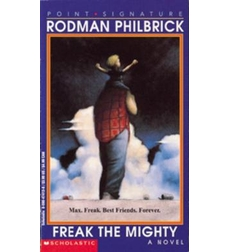 POINT • SIGNATURE
RODMAN PHILBRICK
Max. Freak. Best Friends. Forever.
FREAK THE MIGHTY
SCHOLASTIC
A NOVEL